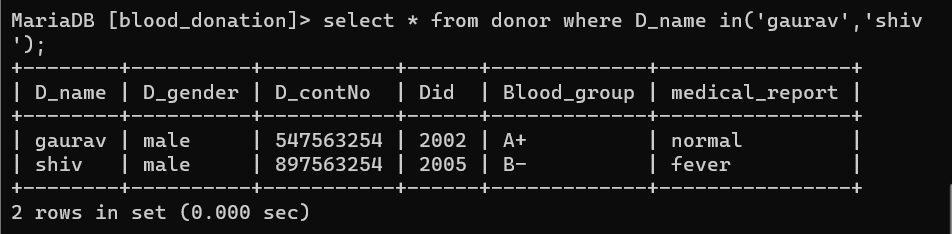 MariaDB [blood_donation]> select * from donor where D_name in('gaurav','shiv
');
+--------+----------+-----------+------+-------------+----------------+
| D_name | D_gender | D_contNo  | Did  | Blood_group | medical_report |
+--------+----------+-----------+------+-------------+----------------+
| gaurav | male     | 547563254 | 2002 | A+          | normal         |
| shiv   | male     | 897563254 | 2005 | B-          | fever          |
+--------+----------+-----------+------+-------------+----------------+
2 rows in set (0.000 sec)